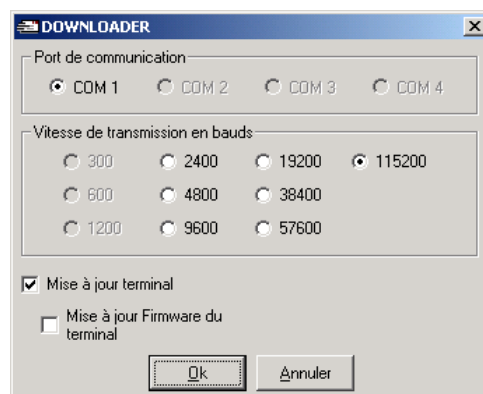 DOWNLOADER
Port de communication
COM 1 COM 2 COM 3 COM 4
Vitesse de transmission en bauds
300 2400 19200 115200
600 4800 38400
1200 9600 57600
Mise à jour terminal
Mise à jour Firmware du
terminal
Ok Annuler